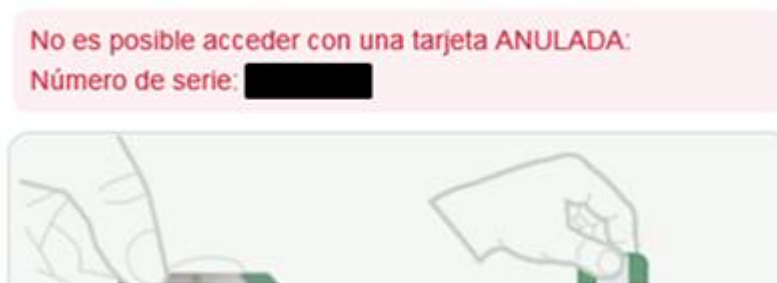 No es posible acceder con una tarjeta ANULADA:
Número de serie: